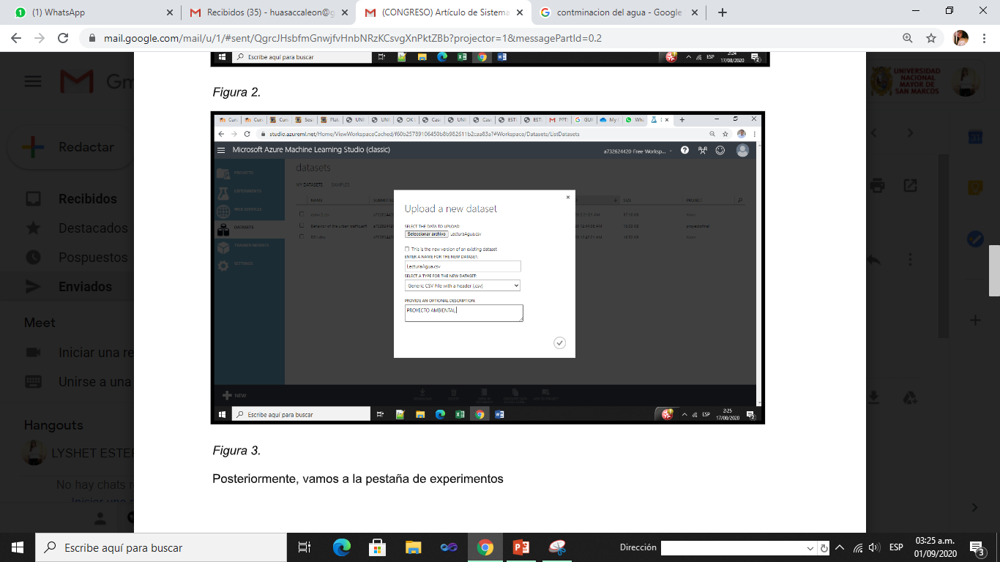 (1) WhatsApp
Recibidos (35) - huasaccaleon@g
(CONGRESO) Artículo de Sistema
contminacion del agua - Google
mail.google.com/mail/u/1/#sent/QgrcJHsbfmGnwjfvHnbNRzKCsvgXnPktZBb?projector=1&messagePartId=0.2
Escribe aquí para buscar
ESP
2:24
17/08/2020
Gm
UNIVERSIDAD
NACIONAL
MAYOR DE
SAN MARCOS
Redactar
Recibidos
Destacados
Pospuestos
Enviados
Meet
Iniciar una re
Unirse a una
Hangouts
LYSHET ESTE
No hay chats r
Figura 2.
studio.azureml.net/Home/ViewWorkspaceCached/f60b25789106450b8b982611b2caa83a?#Workspace/Datasets/ListDatasets
Microsoft Azure Machine Learning Studio (classic)
a732624420-Free-Worksp...
PROJECTS
EXPERIMENTS
WEB SERVICES
DATASETS
TRAINED MODELS
SETTINGS
datasets
MY DATASETS
SAMPLES
NAME
SUBMITTED
SIZE
PROJECT
Upload a new dataset
SELECT THE DATA TO UPLOAD:
Seleccionar archivo LecturaAgua.csv
This is the new version of an existing dataset
ENTER A NAME FOR THE NEW DATASET:
LecturaAgua.csv
SELECT A TYPE FOR THE NEW DATASET:
Generic CSV File with a header (.csv)
PROVIDE AN OPTIONAL DESCRIPTION:
PROYECTO AMBIENTAL
NEW
Escribe aquí para buscar
ESP
2:25
17/08/2020
Figura 3.
Posteriormente, vamos a la pestaña de experimentos
Escribe aquí para buscar
Dirección
ESP
03:25 a.m.
01/09/2020
3